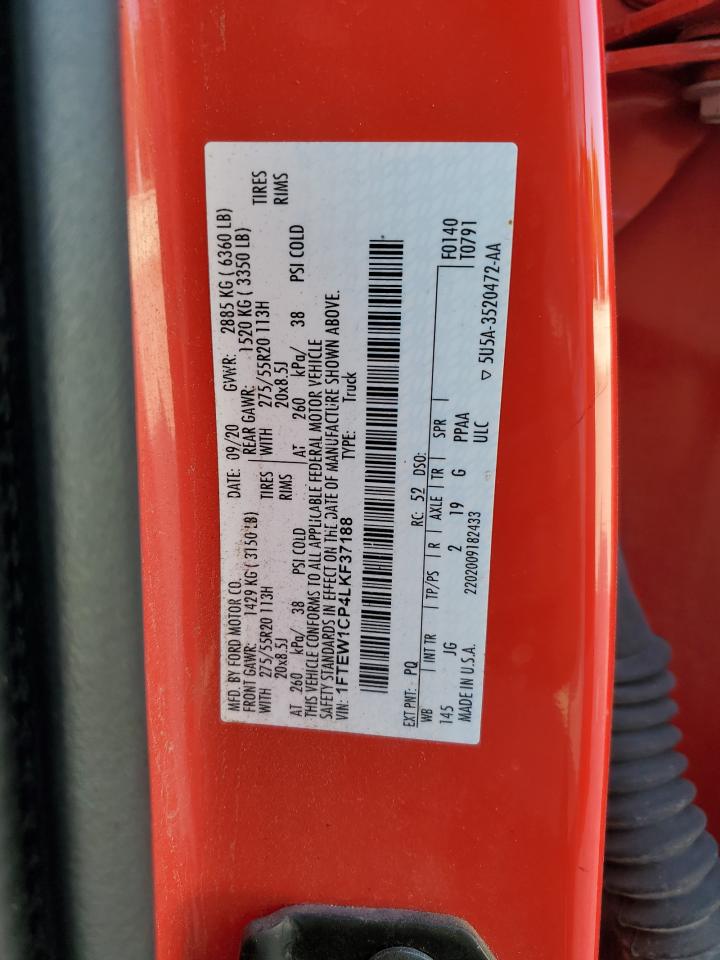 MFD. BY FORD MOTOR CO. DATE: 09/20 GVWR: 2885 KG ( 6360 LB)
FRONT GAWR: 1429 KG ( 3150 LB) REAR GAWR: 1520 KG ( 3350 LB)
WITH 275/55R20 113H TIRES WITH 275/55R20 113H TIRES
20x8.5J RIMS 20x8.5J RIMS
AT 260 kPa/ 38 PSI COLD AT 260 kPa/ 38 PSI COLD
THIS VEHICLE CONFORMS TO ALL APPLICABLE FEDERAL MOTOR VEHICLE
SAFETY STANDARDS IN EFFECT ON THE DATE OF MANUFACTURE SHOWN ABOVE.
VIN: 1FTEW1CP4LKF37188 TYPE: Truck
EXT PNT: PQ RC: 52 DSO:
WB | INT TR | TP/PS | R | AXLE | TR | SPR | F0140
145 JG 2 19 G PPAA T0791
MADE IN U.S.A. 2202009182433 ULC ▽ 5U5A-3520472-AA